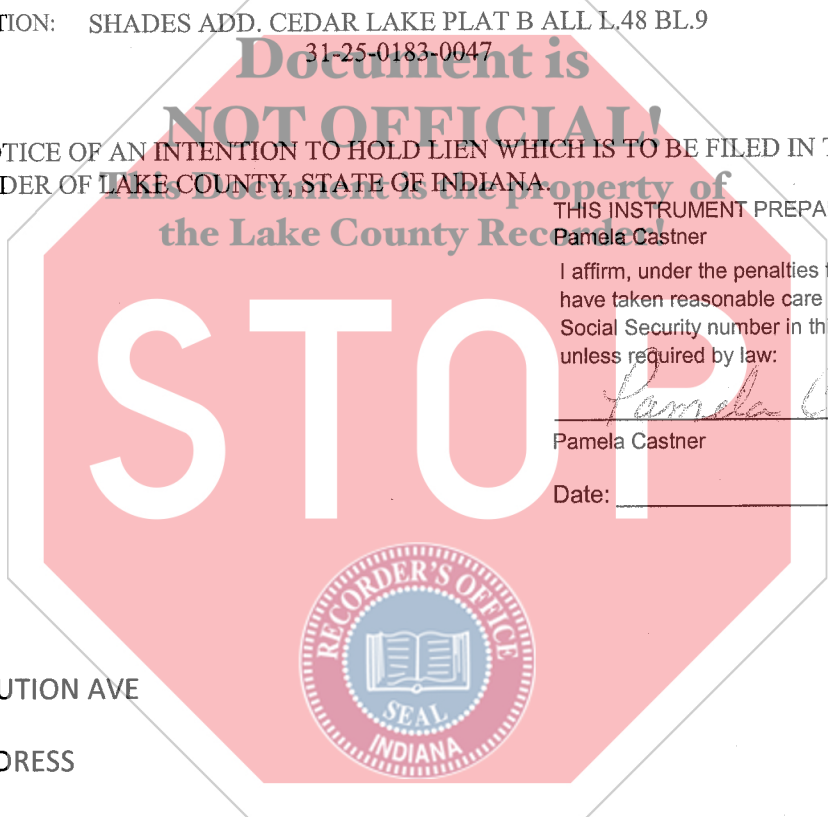 TION: SHADES ADD. CEDAR LAKE PLAT B ALL L.48 BL.9
31-25-0183-0047
Document is
NOT OFFICIAL!
OTICE OF AN INTENTION TO HOLD LIEN WHICH IS TO BE FILED IN T
DER OF LAKE COUNTY, STATE OF INDIANA.
This Document is the property of
the Lake County Recorder!
THIS INSTRUMENT PREPA
Pamela Castner
I affirm, under the penalties f
have taken reasonable care
Social Security number in thi
unless required by law:
Pamela C
Pamela Castner
Date:
STOP
RECORDER'S OFFICE
SEAL
INDIANA
UTION AVE
DRESS